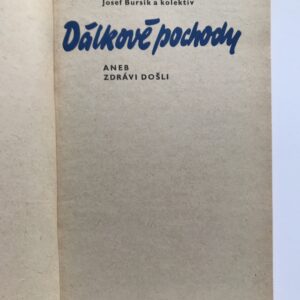 Josef Bursík a kolektiv
Dálkové pochody
ANEB
ZDRÁVI DOŠLI